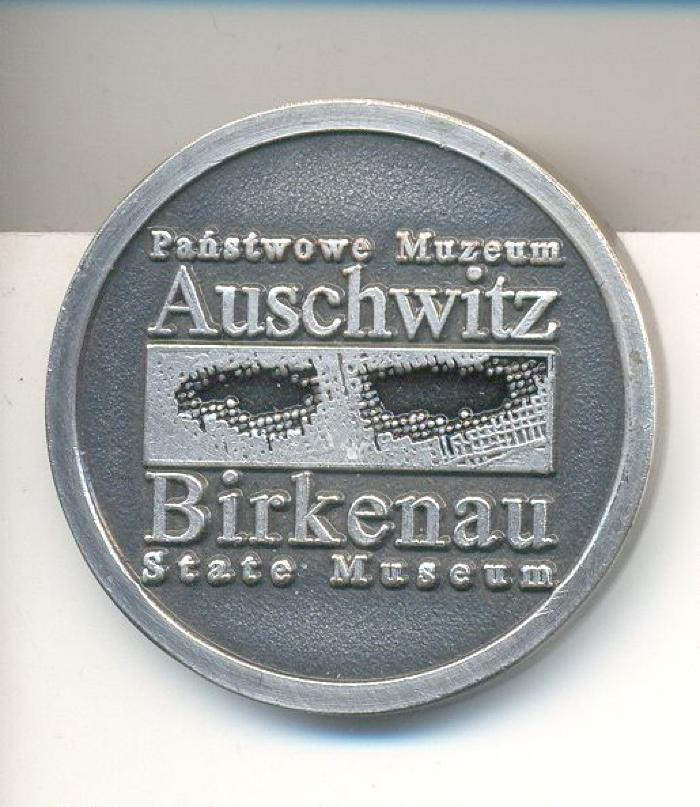 Państwowe Muzeum
Auschwitz
Birkenau
State Museum